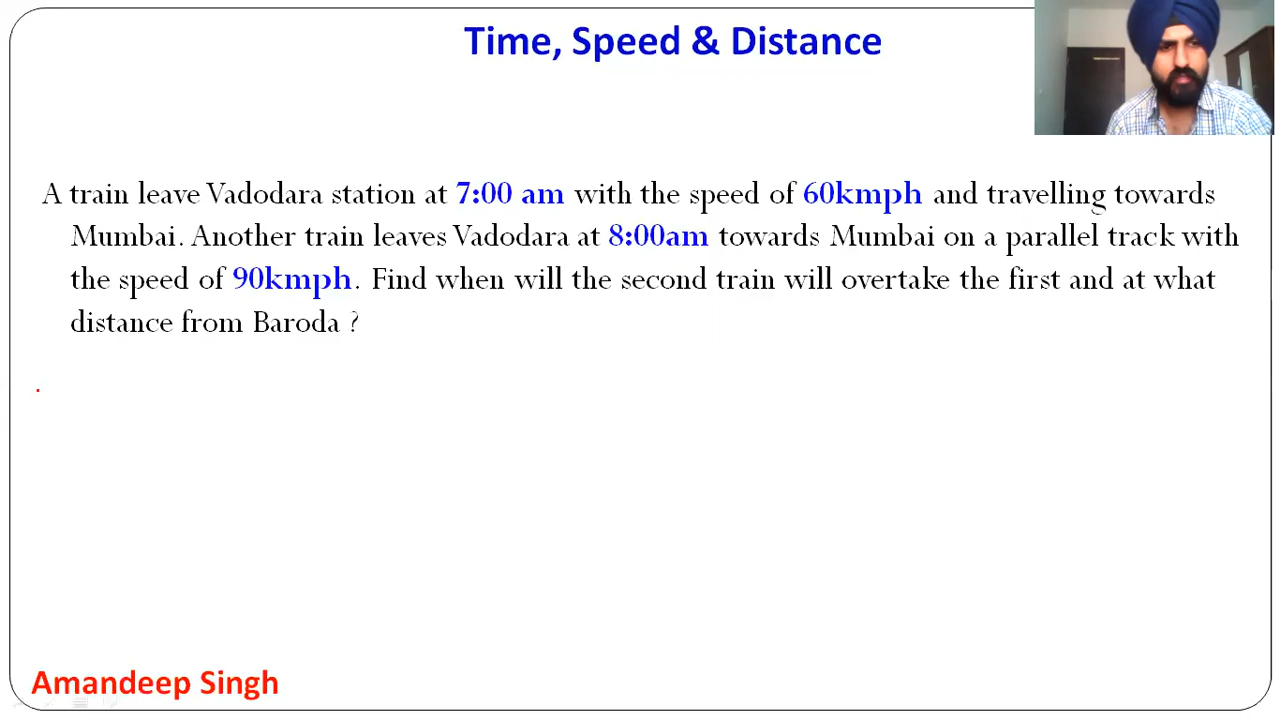 Time, Speed & Distance
A train leave Vadodara station at 7:00 am with the speed of 60kmph and travelling towards
Mumbai. Another train leaves Vadodara at 8:00am towards Mumbai on a parallel track with
the speed of 90kmph. Find when will the second train will overtake the first and at what
distance from Baroda ?
Amandeep Singh